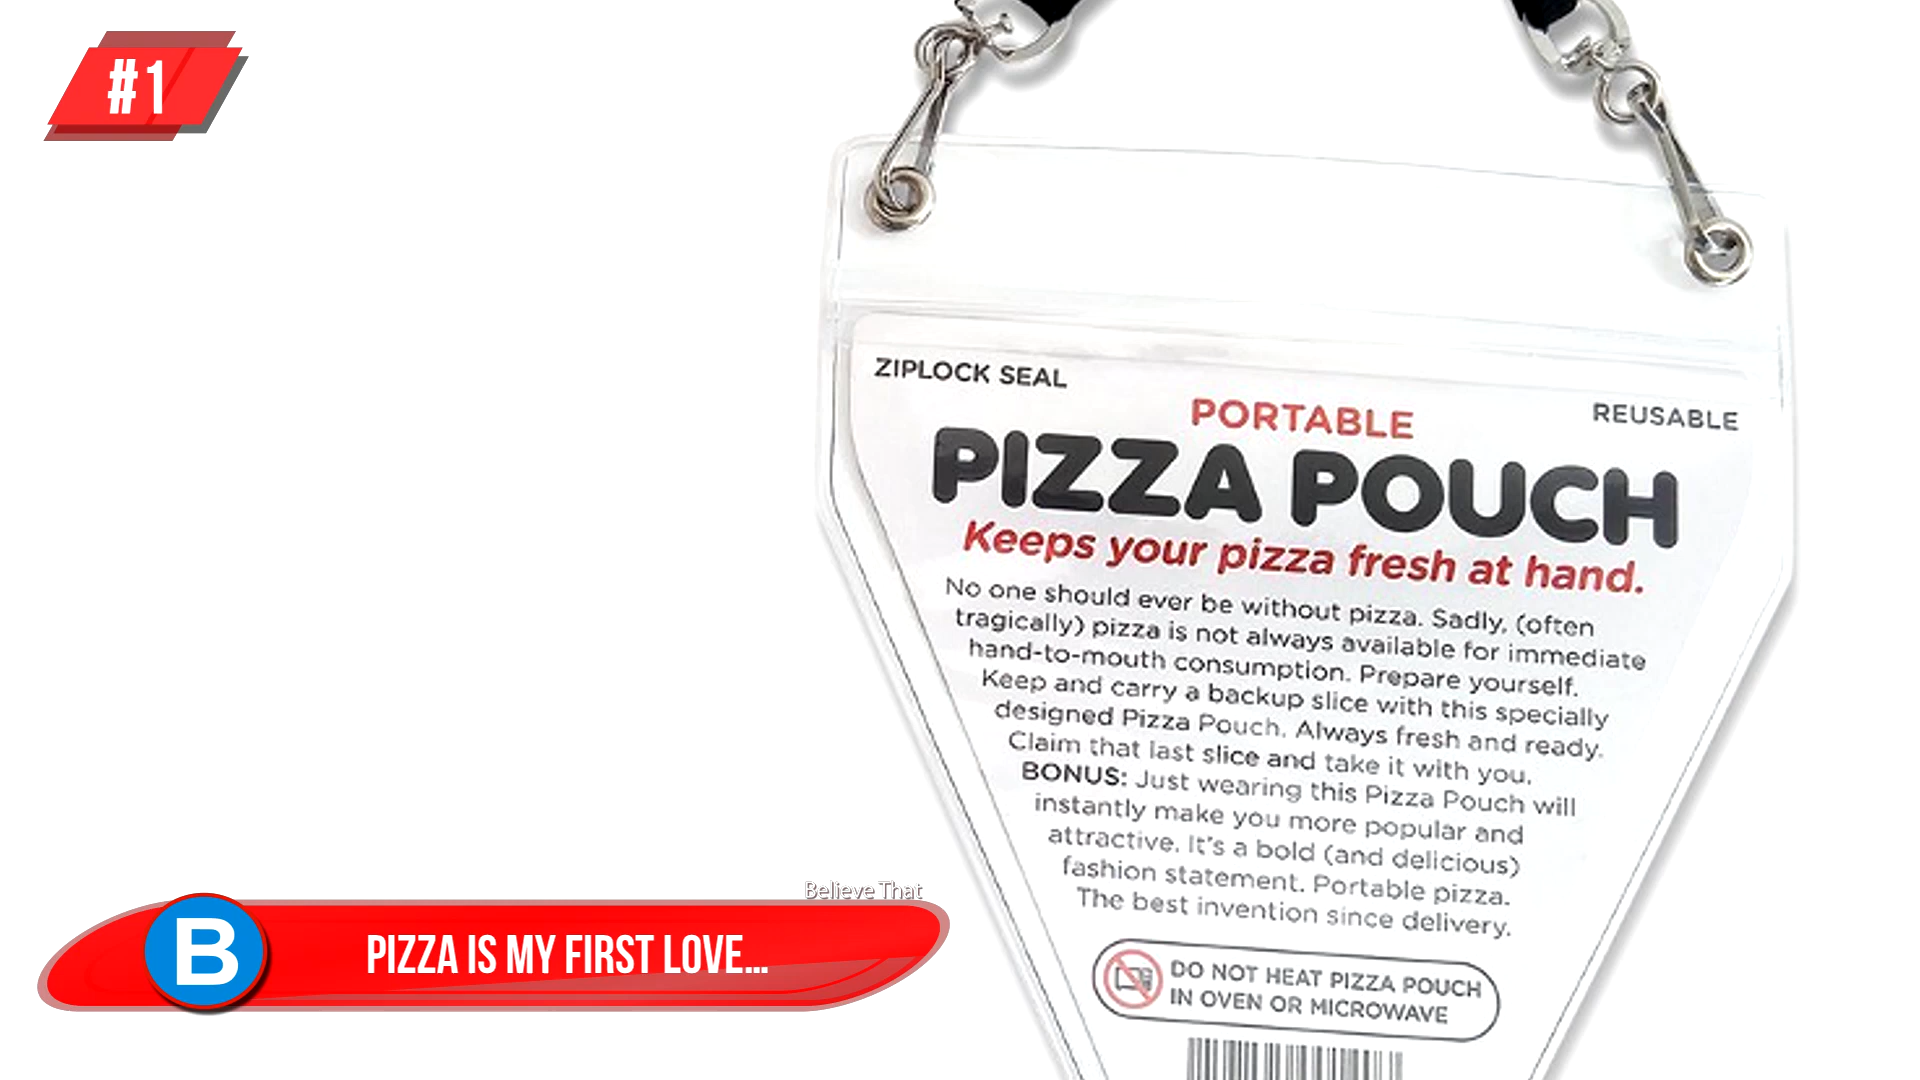 #1
ZIPLOCK SEAL
REUSABLE
PORTABLE
PIZZA POUCH
Keeps your pizza fresh at hand.
No one should ever be without pizza. Sadly, (often
tragically) pizza is not always available for immediate
hand-to-mouth consumption. Prepare yourself.
Keep and carry a backup slice with this specially
designed Pizza Pouch. Always fresh and ready.
Claim that last slice and take it with you.
BONUS: Just wearing this Pizza Pouch will
instantly make you more popular and
attractive. It's a bold (and delicious)
fashion statement. Portable pizza.
The best invention since delivery.
DO NOT HEAT PIZZA POUCH
IN OVEN OR MICROWAVE
Believe That
B
PIZZA IS MY FIRST LOVE...